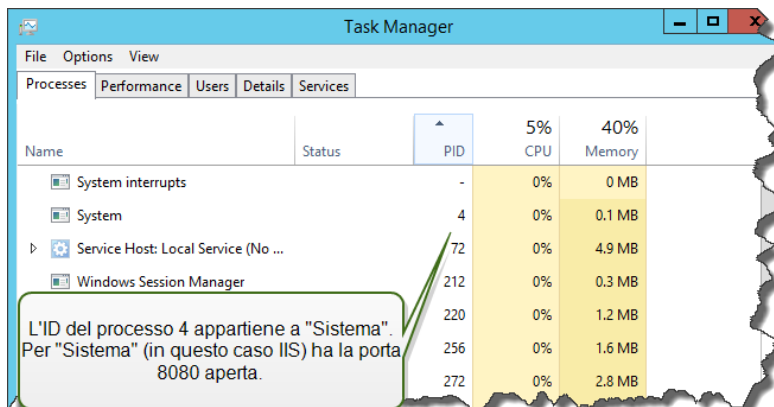 Task Manager
File Options View
Processes Performance Users Details Services
5% 40%
Name Status PID CPU Memory
System interrupts - 0% 0 MB
System 4 0% 0.1 MB
Service Host: Local Service (No ... 72 0% 4.9 MB
Windows Session Manager 212 0% 0.3 MB
220 0% 1.2 MB
256 0% 1.6 MB
272 0% 2.8 MB
L'ID del processo 4 appartiene a "Sistema".
Per "Sistema" (in questo caso IIS) ha la porta
8080 aperta.